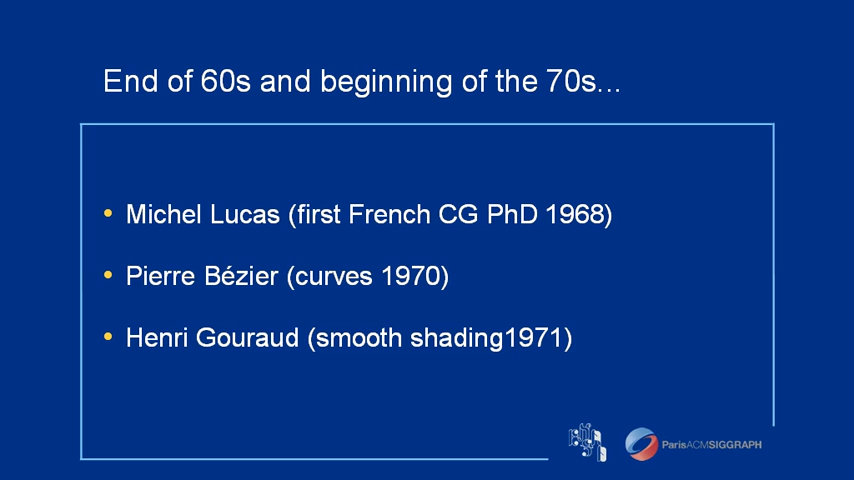 End of 60s and beginning of the 70s...
• Michel Lucas (first French CG PhD 1968)
• Pierre Bézier (curves 1970)
• Henri Gouraud (smooth shading1971)
ParisACMSIGGRAPH